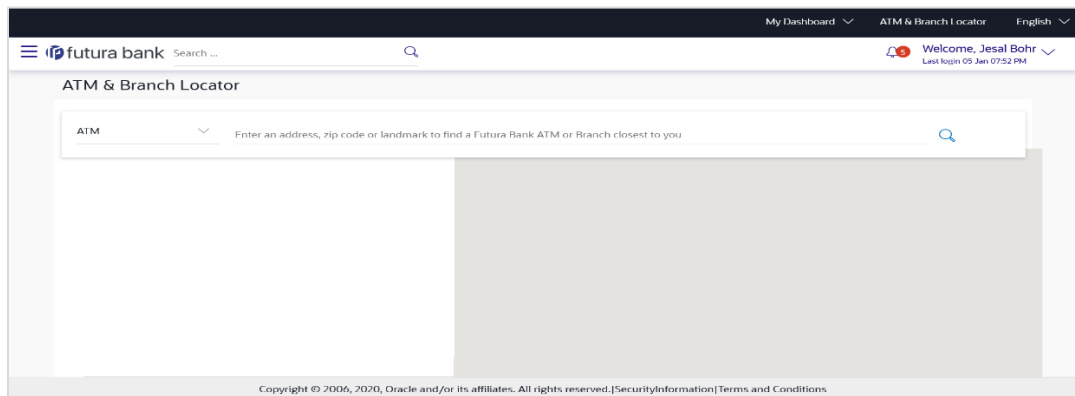 My Dashboard ATM & Branch Locator English
futura bank Search ... 5 Welcome, Jesal Bohr
Last login 05 Jan 07:52 PM
ATM & Branch Locator
ATM Enter an address, zip code or landmark to find a Futura Bank ATM or Branch closest to you
Copyright © 2006, 2020, Oracle and/or its affiliates. All rights reserved.|SecurityInformation|Terms and Conditions